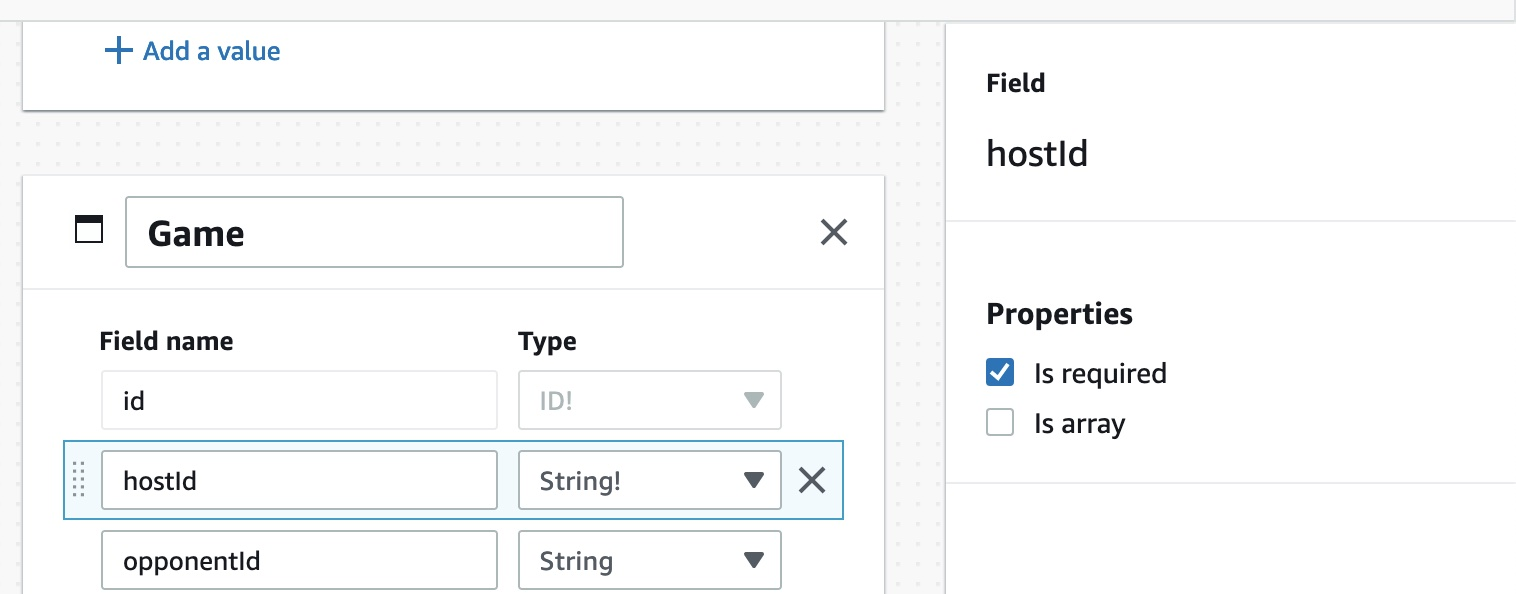 Add a value
Game
Field name Type
id ID!
hostId String!
opponentId String
Field
hostId
Properties
Is required
Is array